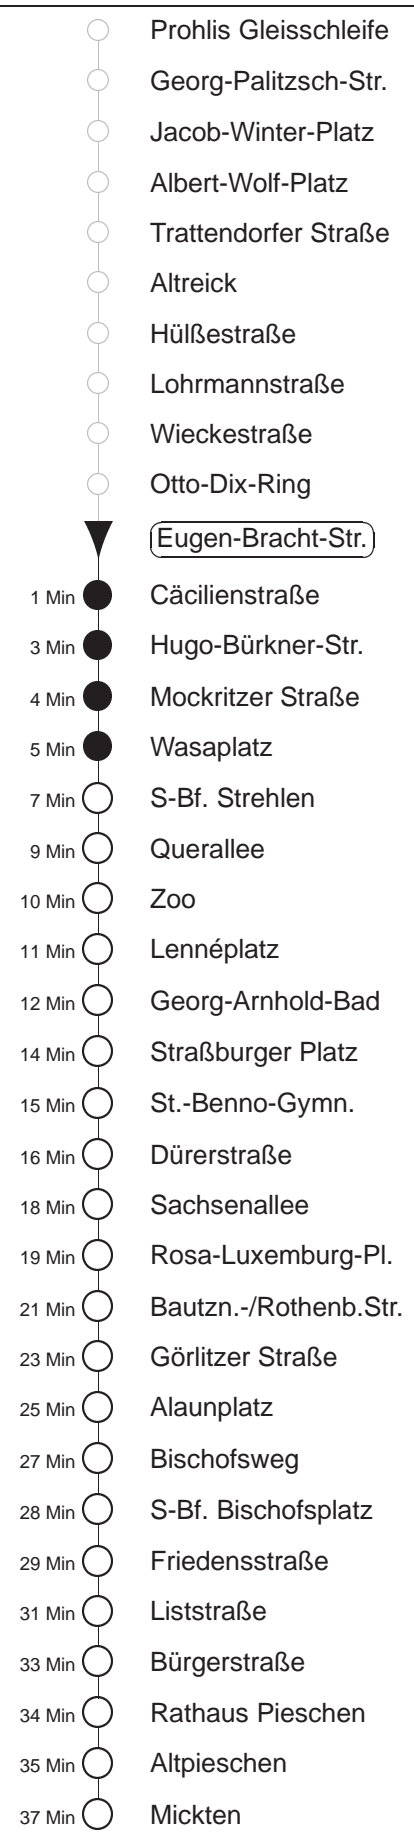 Prohlis Gleisschleife
Georg-Palitzsch-Str.
Jacob-Winter-Platz
Albert-Wolf-Platz
Trattendorfer Straße
Altreick
Hülßestraße
Lohrmannstraße
Wieckestraße
Otto-Dix-Ring
Eugen-Bracht-Str.
1 Min Cäcilienstraße
3 Min Hugo-Bürkner-Str.
4 Min Mockritzer Straße
5 Min Wasaplatz
7 Min S-Bf. Strehlen
9 Min Querallee
10 Min Zoo
11 Min Lennéplatz
12 Min Georg-Arnhold-Bad
14 Min Straßburger Platz
15 Min St.-Benno-Gymn.
16 Min Dürerstraße
18 Min Sachsenallee
19 Min Rosa-Luxemburg-Pl.
21 Min Bautzn.-/Rothenb.Str.
23 Min Görlitzer Straße
25 Min Alaunplatz
27 Min Bischofsweg
28 Min S-Bf. Bischofsplatz
29 Min Friedensstraße
31 Min Liststraße
33 Min Bürgerstraße
34 Min Rathaus Pieschen
35 Min Altpieschen
37 Min Mickten